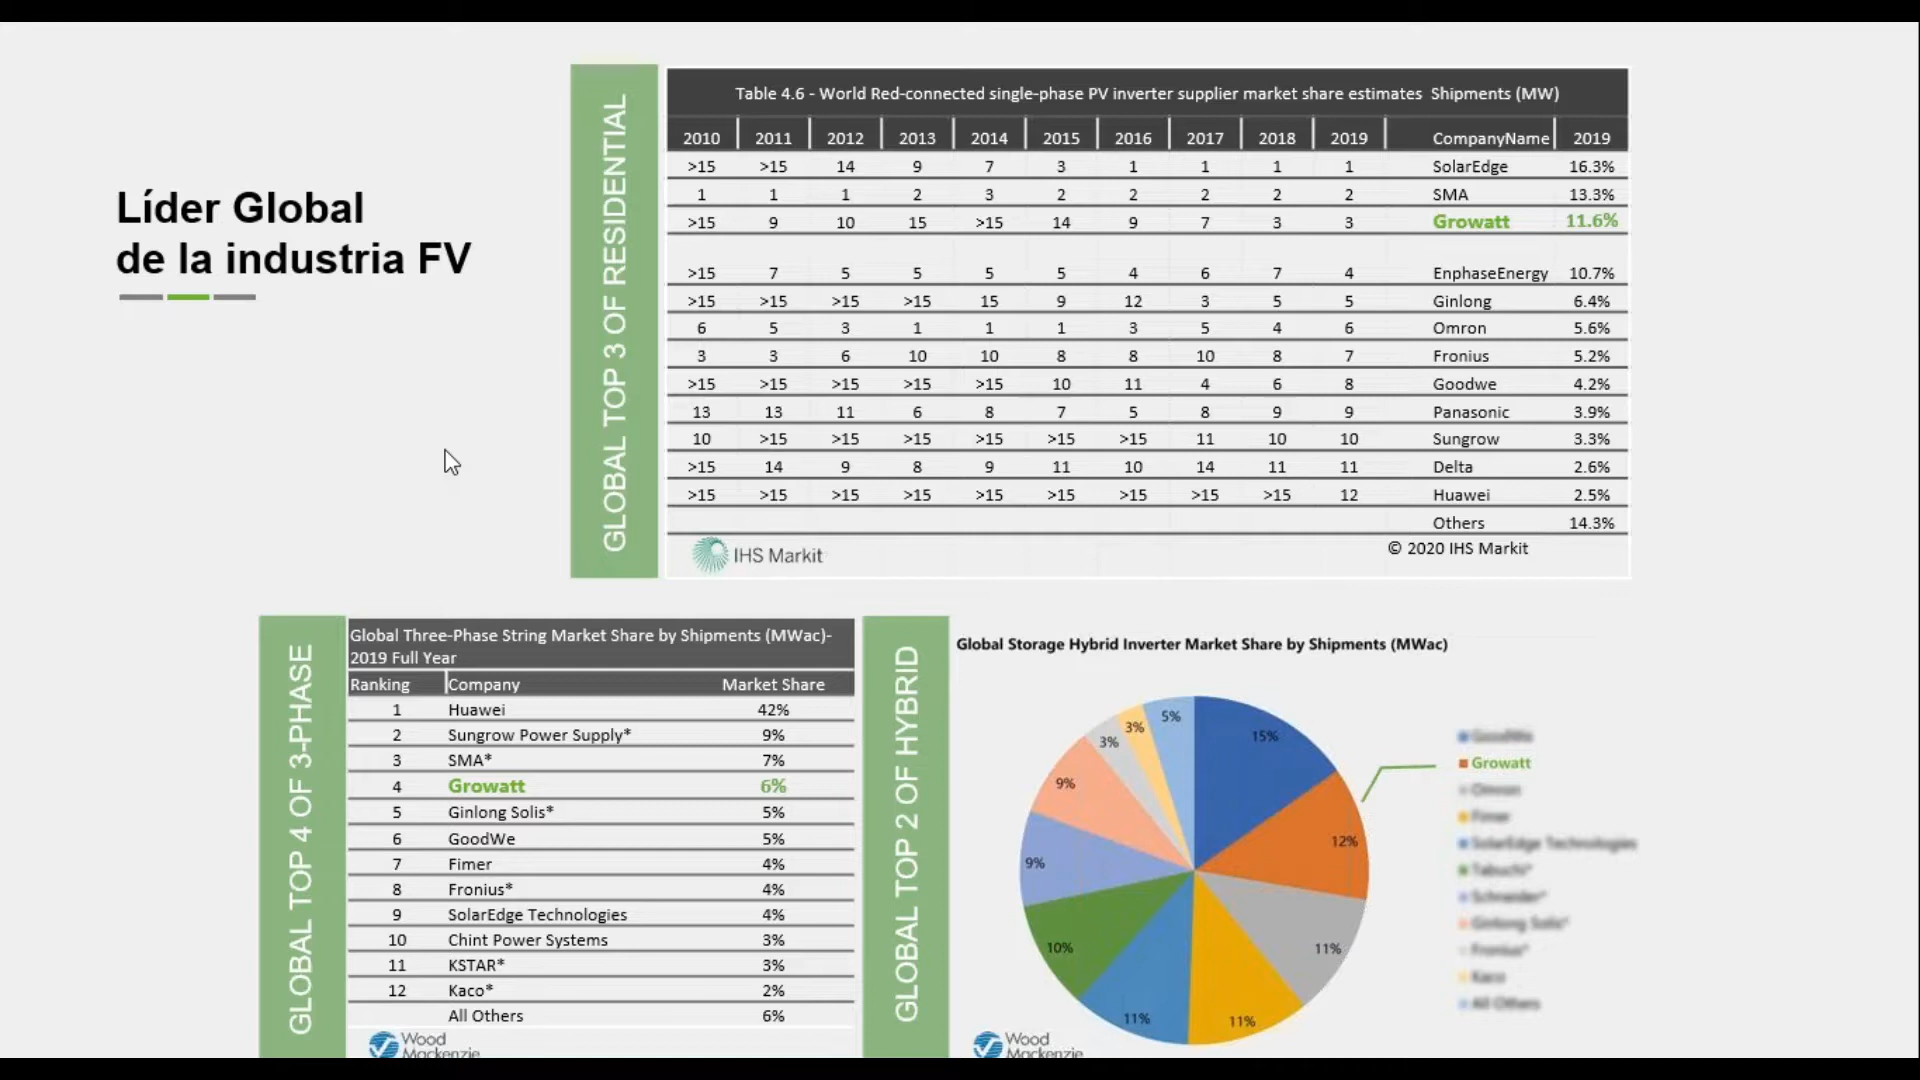 Líder Global
de la industria FV
GLOBAL TOP 3 OF RESIDENTIAL
Table 4.6 - World Red-connected single-phase PV inverter supplier market share estimates Shipments (MW)
2010 2011 2012 2013 2014 2015 2016 2017 2018 2019 CompanyName 2019
>15 >15 14 9 7 3 1 1 1 1 SolarEdge 16.3%
1 1 1 2 3 2 2 2 2 2 SMA 13.3%
>15 9 10 15 >15 14 9 7 3 3 Growatt 11.6%
>15 7 5 5 5 5 4 6 7 4 EnphaseEnergy 10.7%
>15 >15 >15 >15 15 9 12 3 5 5 Ginlong 6.4%
6 5 3 1 1 1 3 5 4 6 Omron 5.6%
3 3 6 10 10 8 8 10 8 7 Fronius 5.2%
>15 >15 >15 >15 >15 10 11 4 6 8 Goodwe 4.2%
13 13 11 6 8 7 5 8 9 9 Panasonic 3.9%
10 >15 >15 >15 >15 >15 >15 11 10 10 Sungrow 3.3%
>15 14 9 8 9 11 10 14 11 11 Delta 2.6%
>15 >15 >15 >15 >15 >15 >15 >15 >15 12 Huawei 2.5%
Others 14.3%
IHS Markit
© 2020 IHS Markit
GLOBAL TOP 4 OF 3-PHASE
Global Three-Phase String Market Share by Shipments (MWac)-
2019 Full Year
Ranking Company Market Share
1 Huawei 42%
2 Sungrow Power Supply* 9%
3 SMA* 7%
4 Growatt 6%
5 Ginlong Solis* 5%
6 GoodWe 5%
7 Fimer 4%
8 Fronius* 4%
9 SolarEdge Technologies 4%
10 Chint Power Systems 3%
11 KSTAR* 3%
12 Kaco* 2%
All Others 6%
Wood
Mackenzie
GLOBAL TOP 2 OF HYBRID
Global Storage Hybrid Inverter Market Share by Shipments (MWac)
15%
12%
11%
11%
11%
10%
9%
9%
3%
3%
5%
GoodWe
Growatt
Omron
Fimer
SolarEdge Technologies
Tabuchi*
Schneider*
Ginlong Solis*
Fronius*
Kaco
All Others
Wood
Mackenzie